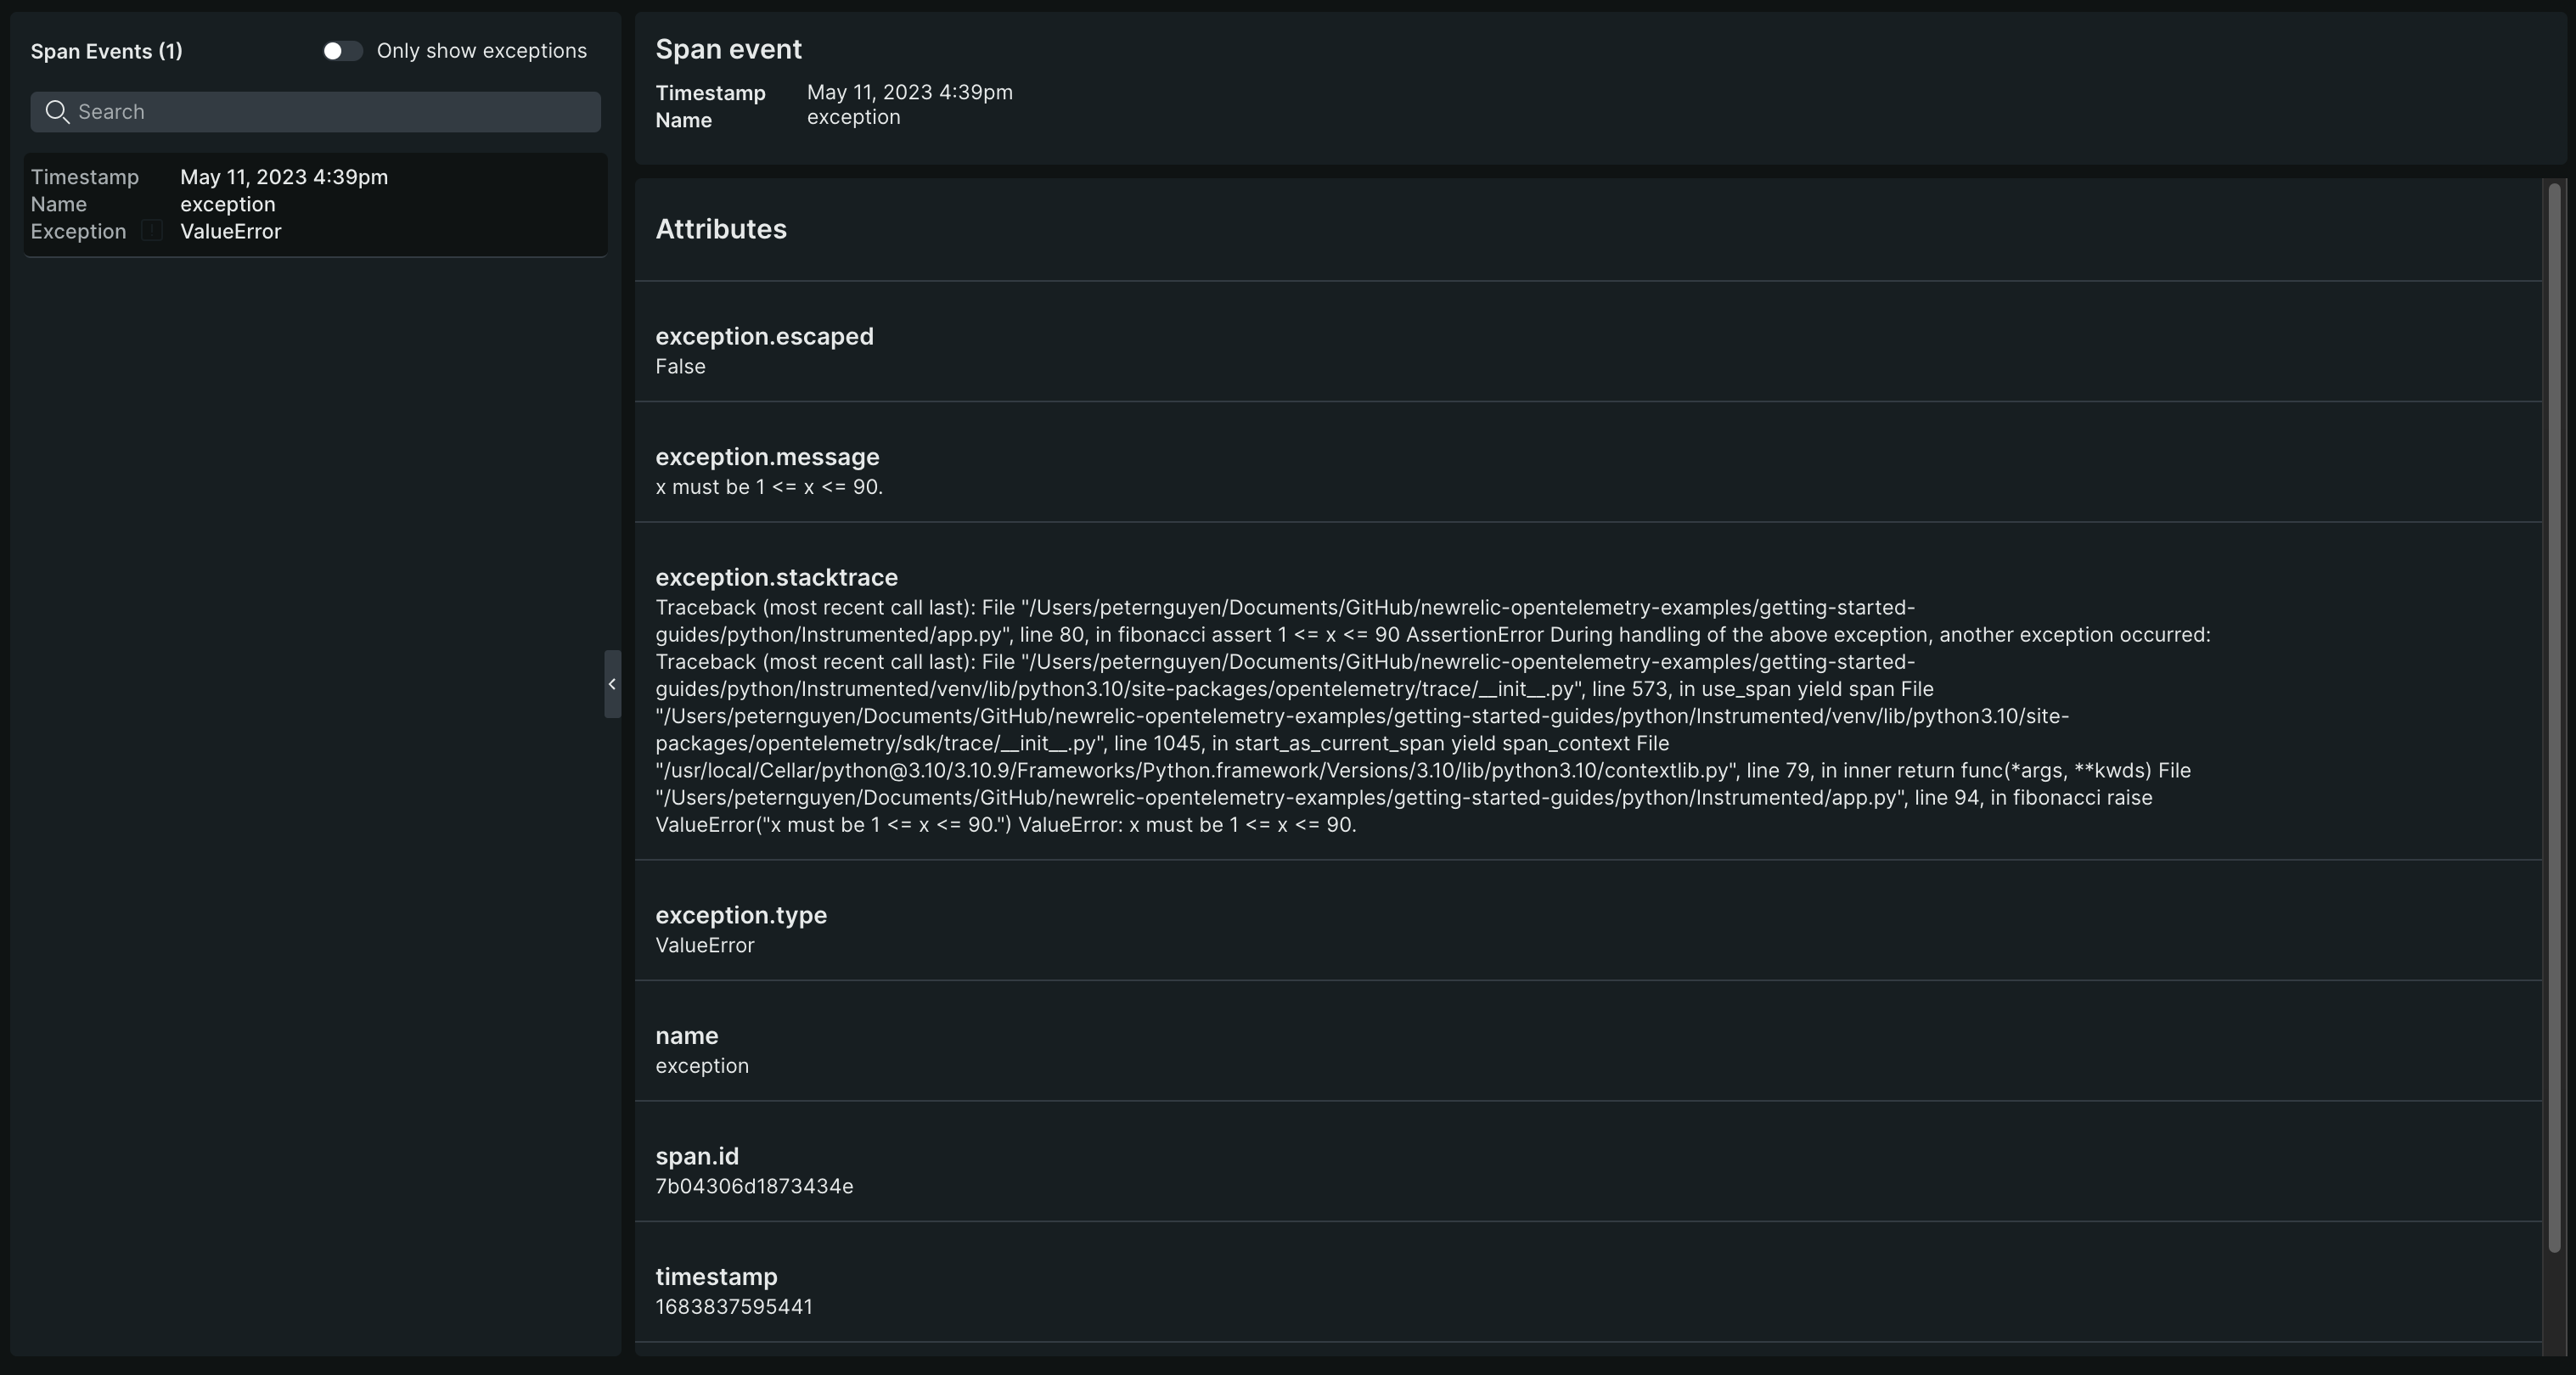 Span Events (1)
Only show exceptions
Search
Timestamp May 11, 2023 4:39pm
Name exception
Exception ValueError
Span event
Timestamp May 11, 2023 4:39pm
Name exception
Attributes
exception.escaped
False
exception.message
x must be 1 <= x <= 90.
exception.stacktrace
Traceback (most recent call last): File "/Users/peternguyen/Documents/GitHub/newrelic-opentelemetry-examples/getting-started-
guides/python/Instrumented/app.py", line 80, in fibonacci assert 1 <= x <= 90 AssertionError During handling of the above exception, another exception occurred:
Traceback (most recent call last): File "/Users/peternguyen/Documents/GitHub/newrelic-opentelemetry-examples/getting-started-
guides/python/Instrumented/venv/lib/python3.10/site-packages/opentelemetry/trace/__init__.py", line 573, in use_span yield span File
"/Users/peternguyen/Documents/GitHub/newrelic-opentelemetry-examples/getting-started-guides/python/Instrumented/venv/lib/python3.10/site-
packages/opentelemetry/sdk/trace/__init__.py", line 1045, in start_as_current_span yield span_context File
"/usr/local/Cellar/python@3.10/3.10.9/Frameworks/Python.framework/Versions/3.10/lib/python3.10/contextlib.py", line 79, in inner return func(*args, **kwds) File
"/Users/peternguyen/Documents/GitHub/newrelic-opentelemetry-examples/getting-started-guides/python/Instrumented/app.py", line 94, in fibonacci raise
ValueError("x must be 1 <= x <= 90.") ValueError: x must be 1 <= x <= 90.
exception.type
ValueError
name
exception
span.id
7b04306d1873434e
timestamp
1683837595441